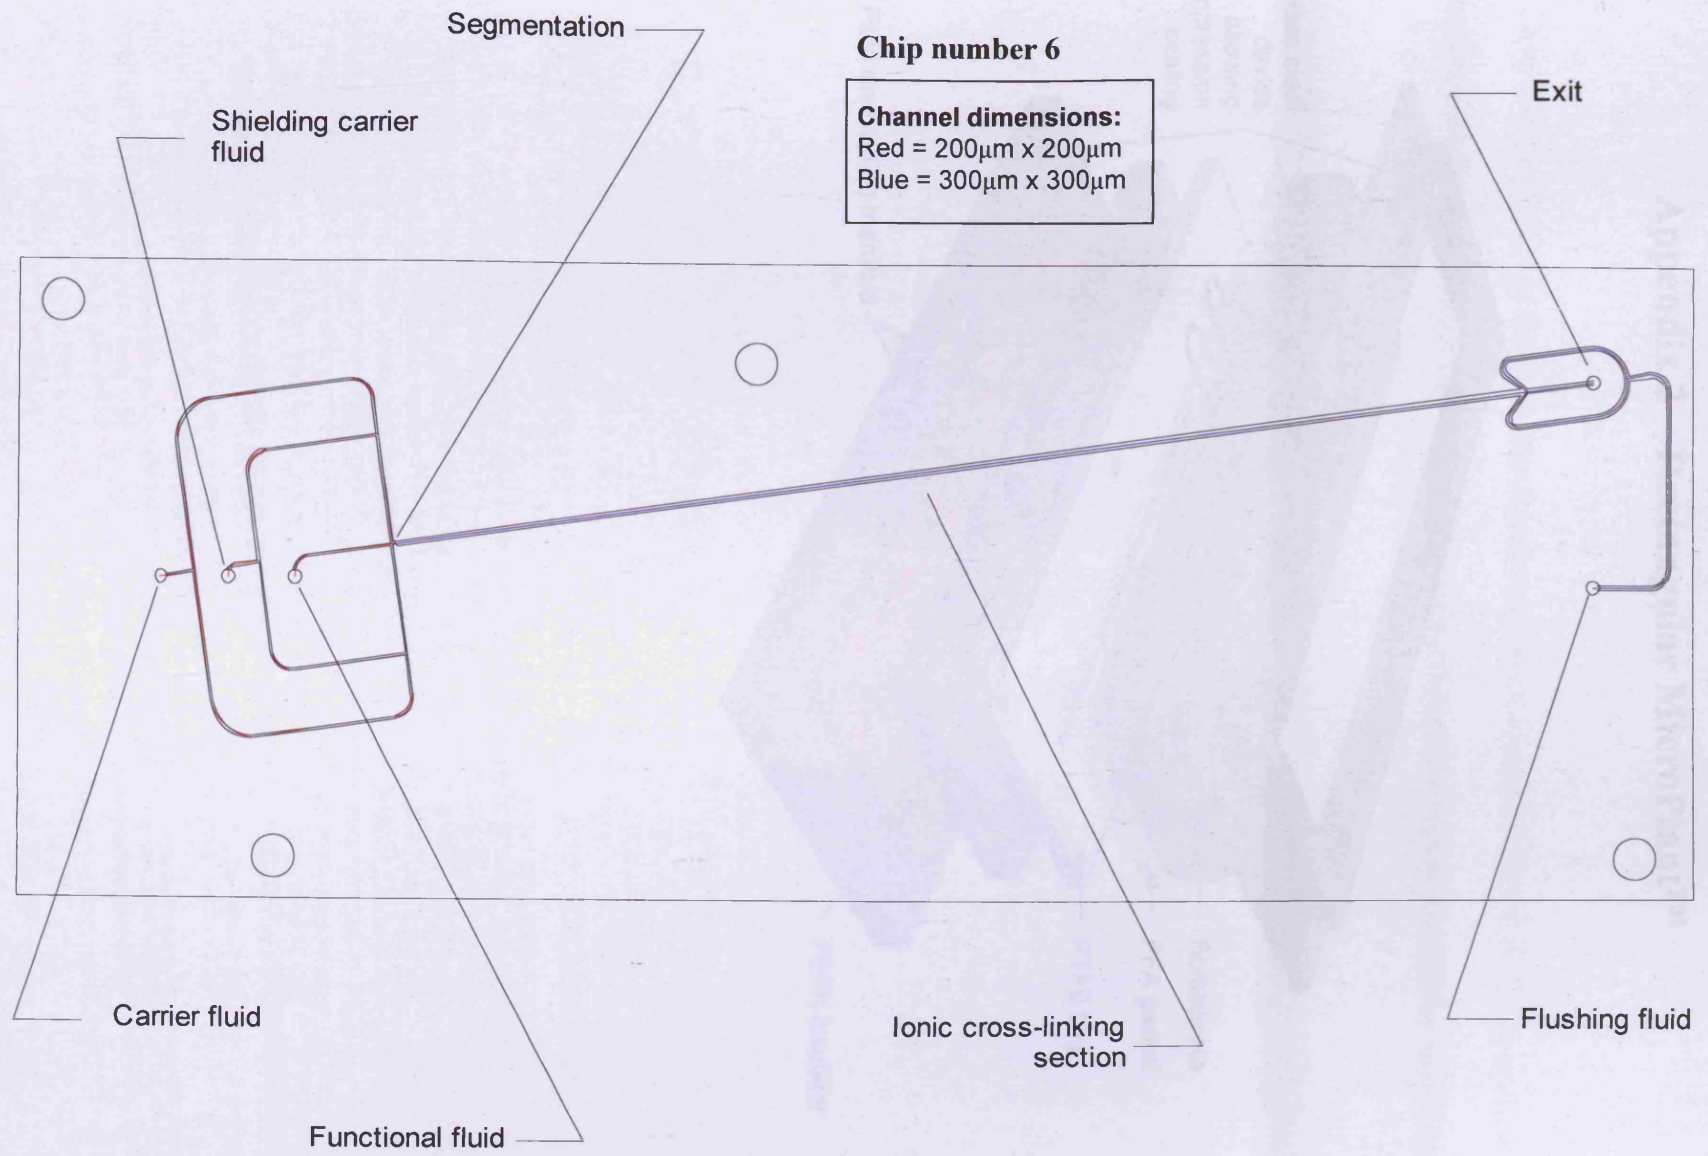 Segmentation
Chip number 6
Channel dimensions:
Red = 200μm x 200μm
Blue = 300μm x 300μm
Exit
Shielding carrier
fluid
Carrier fluid
Ionic cross-linking
section
Flushing fluid
Functional fluid